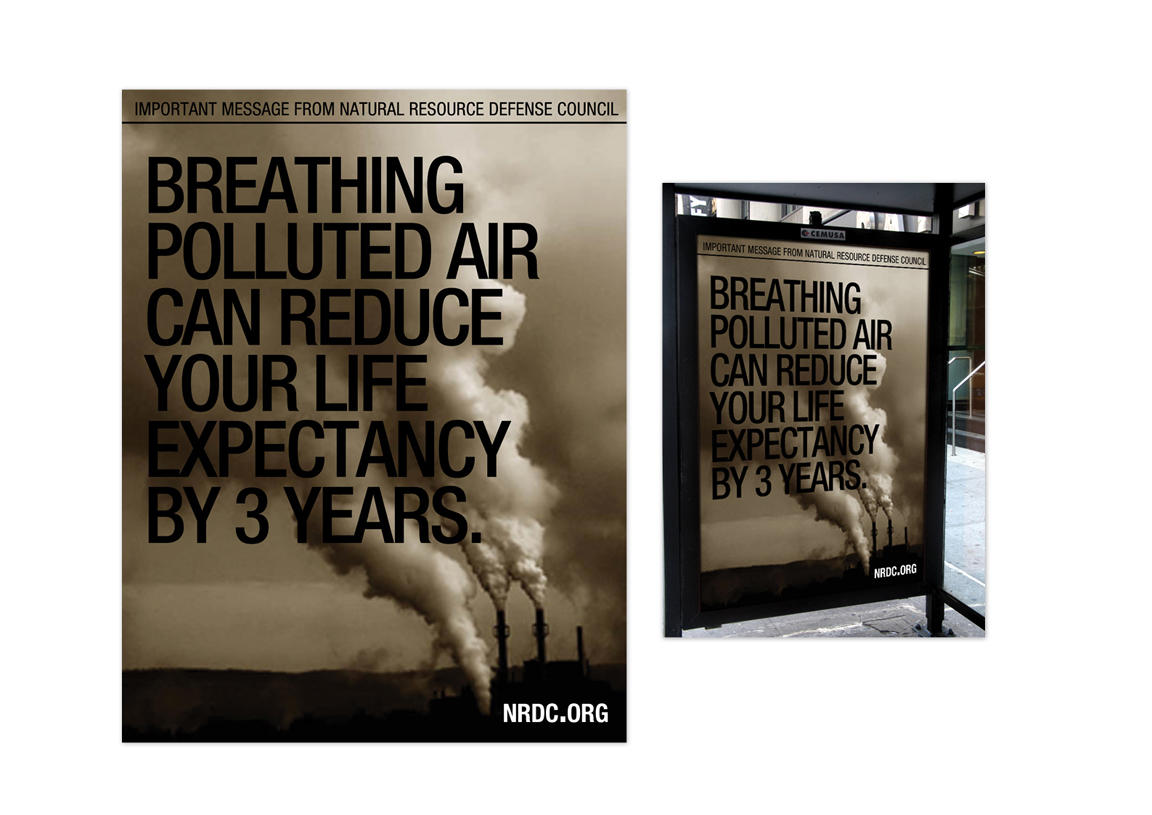 IMPORTANT MESSAGE FROM NATURAL RESOURCE DEFENSE COUNCIL
BREATHING
POLLUTED AIR
CAN REDUCE
YOUR LIFE
EXPECTANCY
BY 3 YEARS.
NRDC.ORG
CEMUSA
IMPORTANT MESSAGE FROM NATURAL RESOURCE DEFENSE COUNCIL
BREATHING
POLLUTED AIR
CAN REDUCE
YOUR LIFE
EXPECTANCY
BY 3 YEARS.
NRDC.ORG